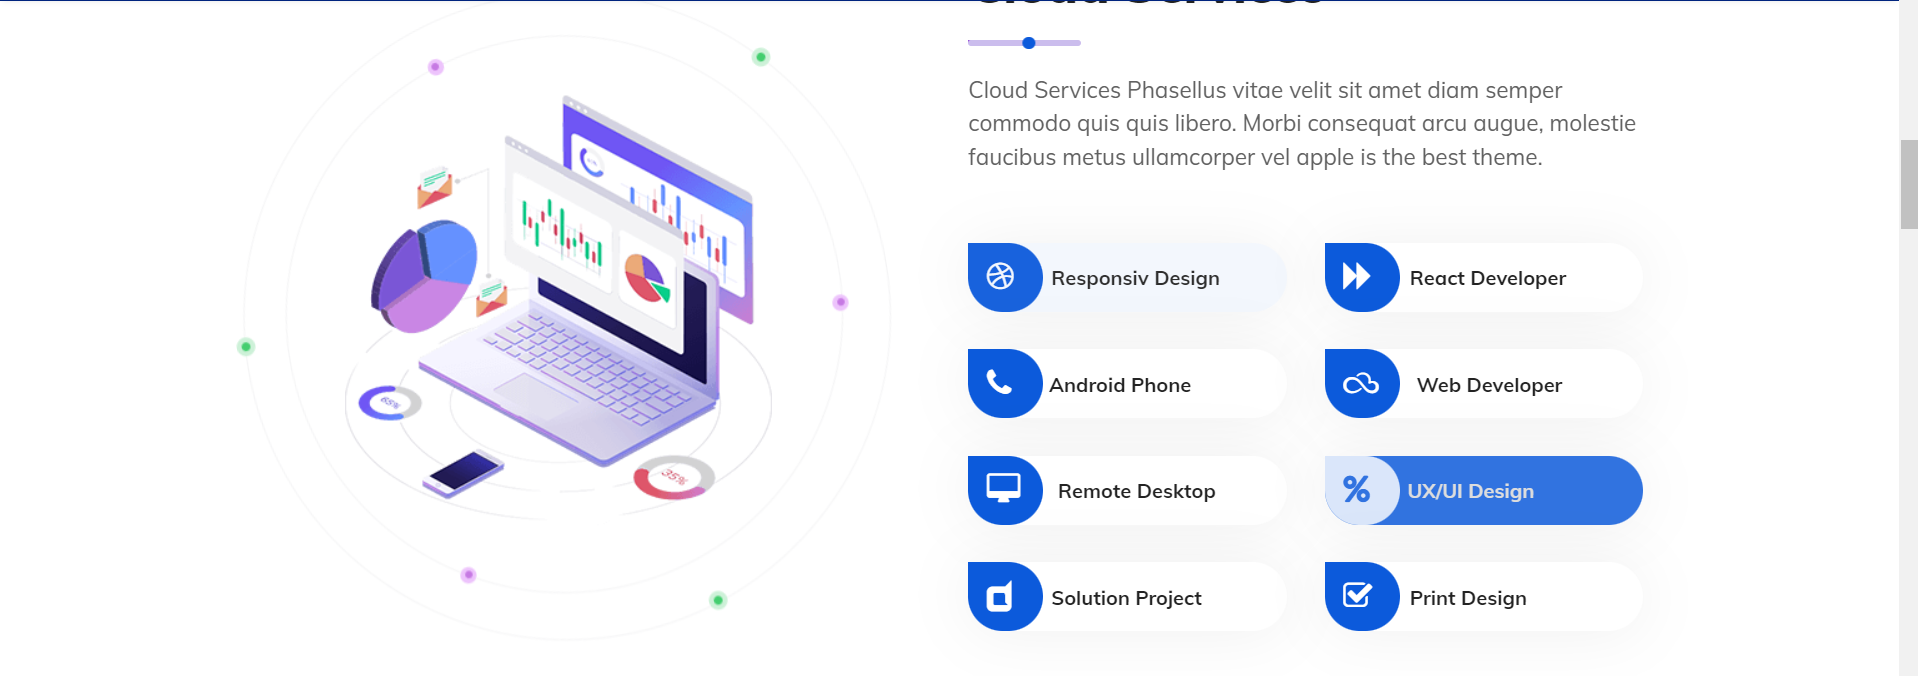 Cloud Services
Cloud Services Phasellus vitae velit sit amet diam semper
commodo quis quis libero. Morbi consequat arcu augue, molestie
faucibus metus ullamcorper vel apple is the best theme.
Responsiv Design
React Developer
Android Phone
Web Developer
Remote Desktop
UX/UI Design
Solution Project
Print Design
65%
35%